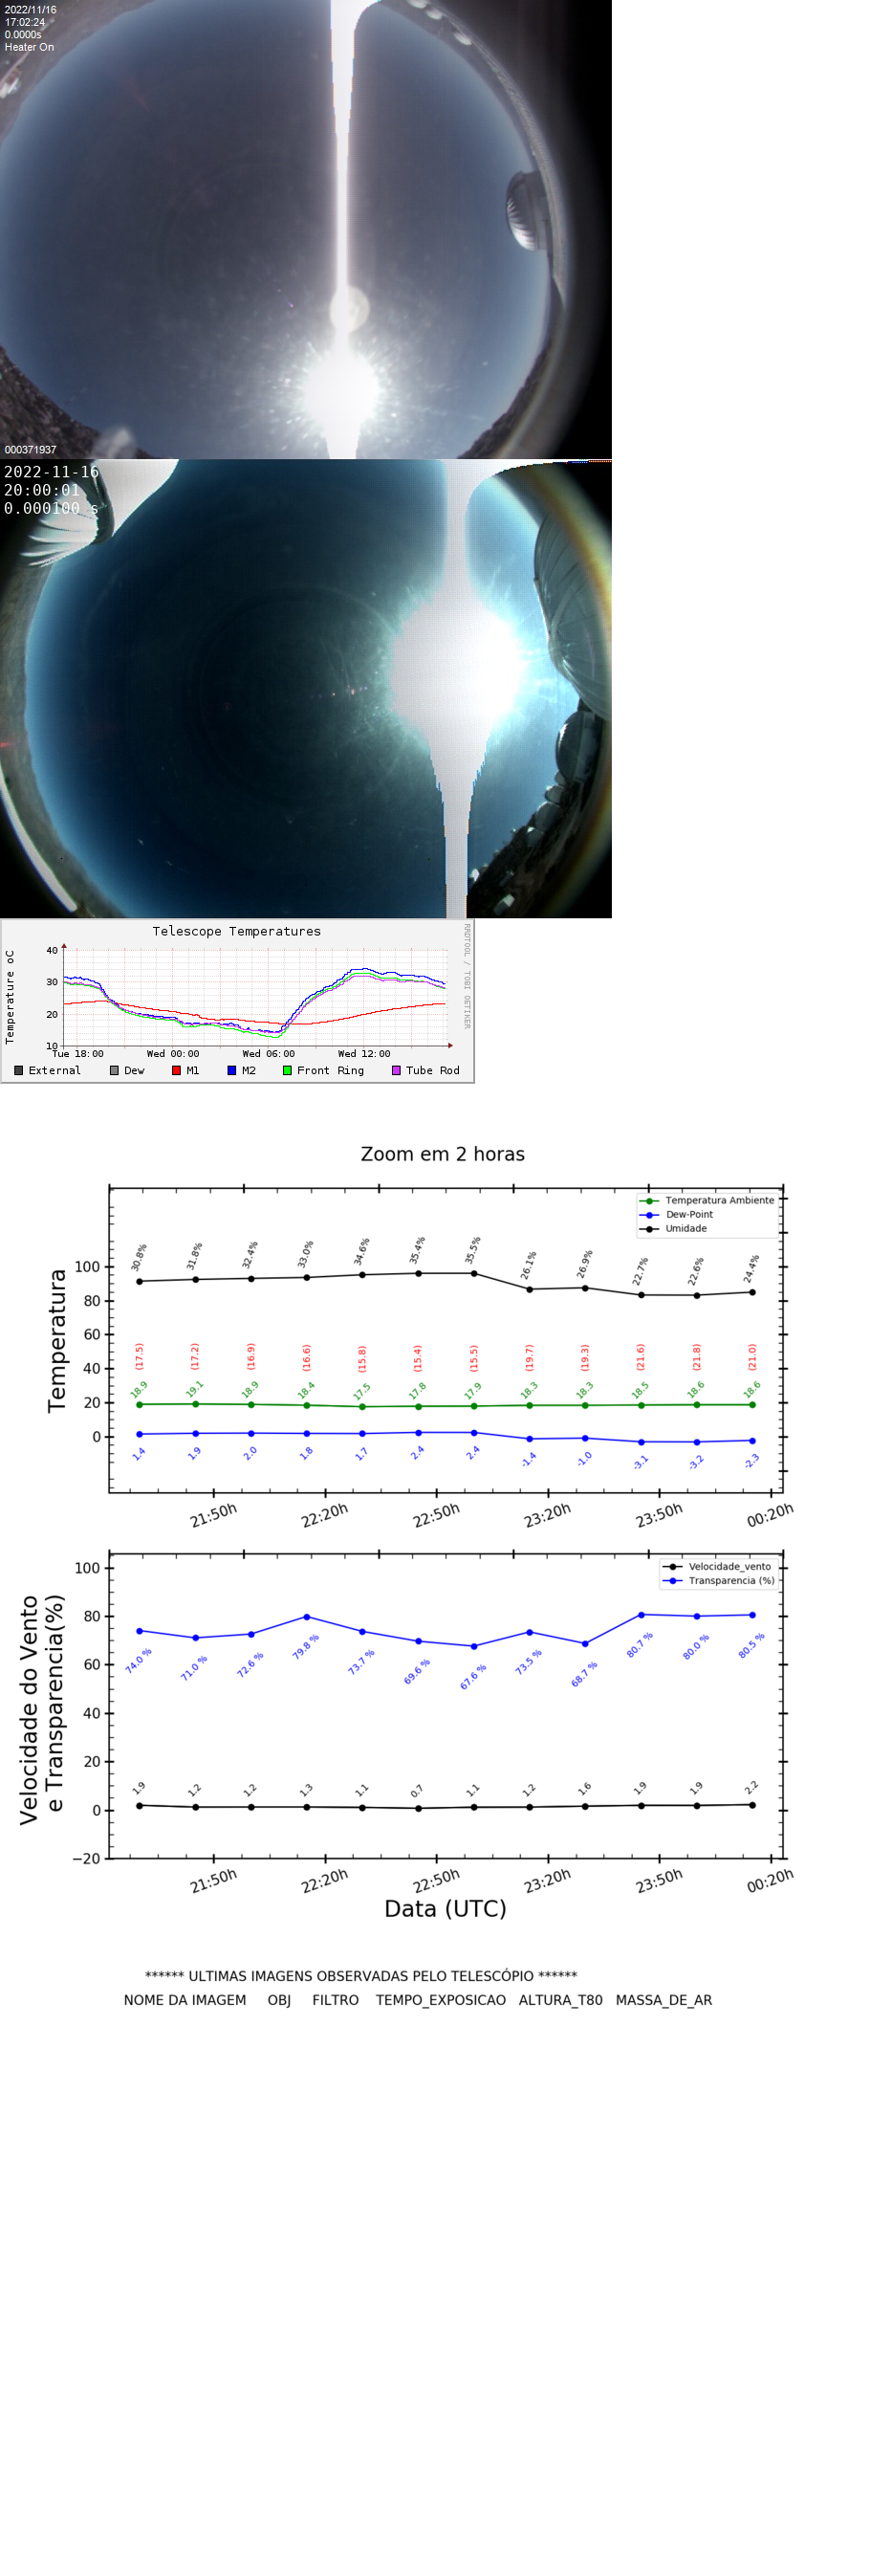 2022/11/16
17:02:24
0.0000s
Heater On
000371937
2022-11-16
20:00:01
0.000100 s
Telescope Temperatures
RRDTOOL / TOBI OETIKER
Temperature oC
40
30
20
10
Tue 18:00 Wed 00:00 Wed 06:00 Wed 12:00
External Dew M1 M2 Front Ring Tube Rod
Zoom em 2 horas
Temperatura Ambiente
Dew-Point
Umidade
Temperatura
100
80
60
40
20
0
30.8% 31.8% 32.4% 33.0% 34.6% 35.4% 35.5% 26.1% 26.9% 22.7% 22.6% 24.4%
(17.5) (17.2) (16.9) (16.6) (15.8) (15.4) (15.5) (19.7) (19.3) (21.6) (21.8) (21.0)
18.9 19.1 18.9 18.4 17.5 17.8 17.9 18.3 18.3 18.5 18.6 18.6
1.4 1.9 2.0 1.8 1.7 2.4 2.4 -1.4 -1.0 -3.1 -3.2 -2.3
21:50h 22:20h 22:50h 23:20h 23:50h 00:20h
Velocidade_vento
Transparencia (%)
Velocidade do Vento
e Transparencia(%)
100
80
60
40
20
0
−20
74.0 % 71.0 % 72.6 % 79.8 % 73.7 % 69.6 % 67.6 % 73.5 % 68.7 % 80.7 % 80.0 % 80.5 %
1.9 1.2 1.2 1.3 1.1 0.7 1.1 1.2 1.6 1.9 1.9 2.2
21:50h 22:20h 22:50h 23:20h 23:50h 00:20h
Data (UTC)
****** ULTIMAS IMAGENS OBSERVADAS PELO TELESCÓPIO ******
NOME DA IMAGEM OBJ FILTRO TEMPO_EXPOSICAO ALTURA_T80 MASSA_DE_AR